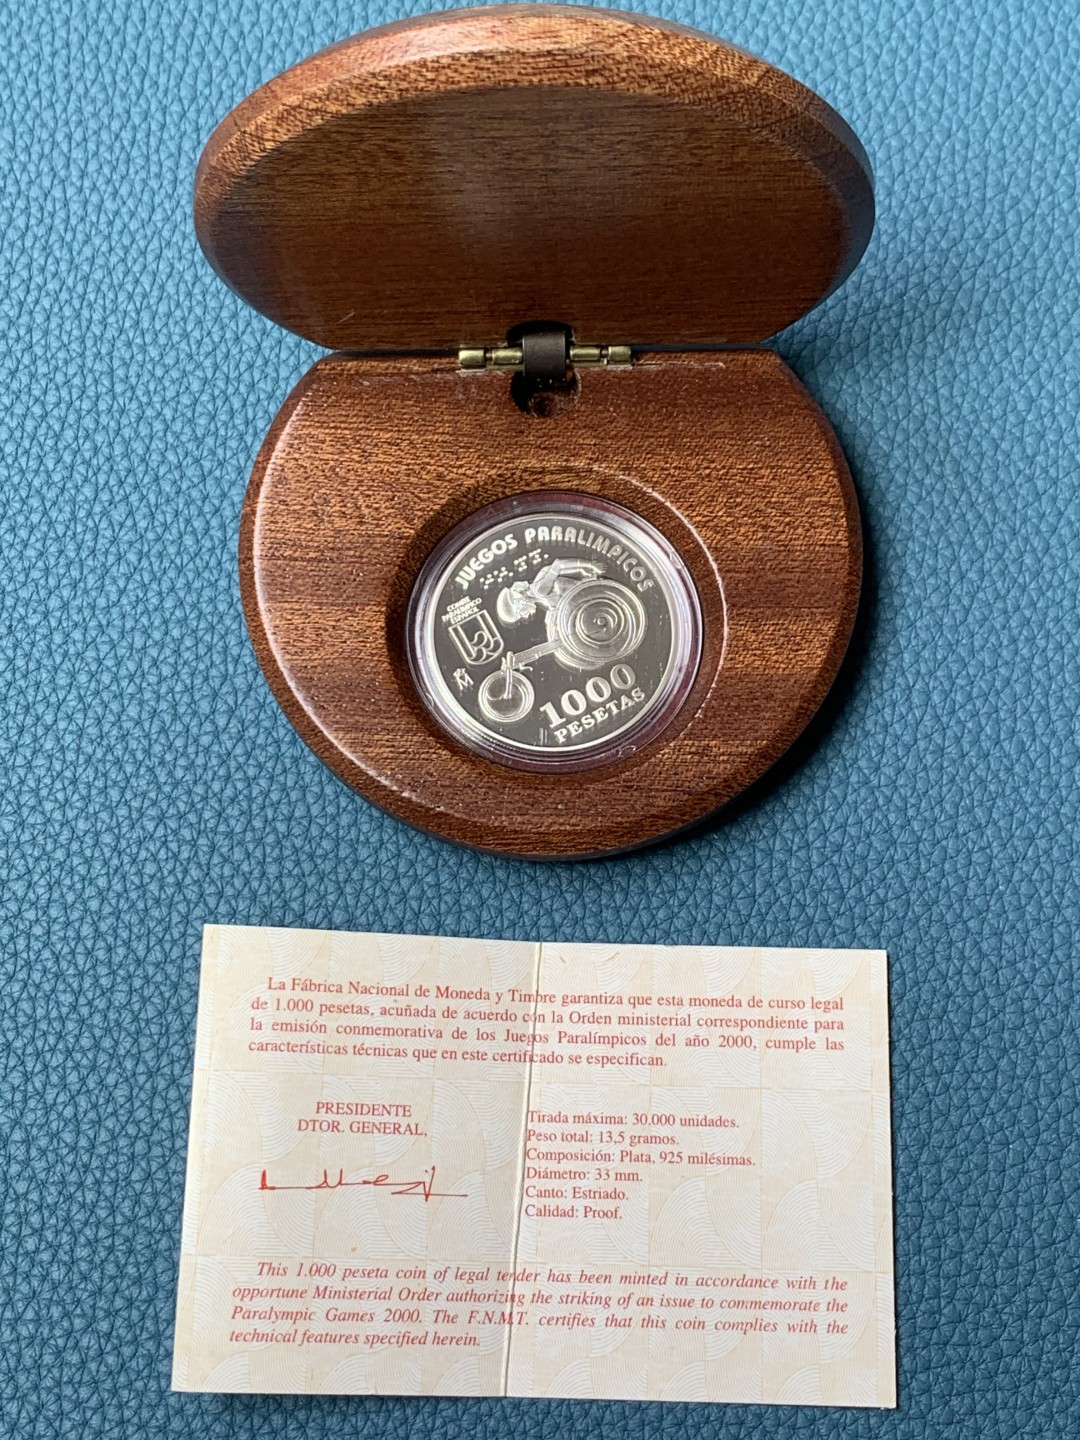 JUEGOS PARALIMPICOS
COMITE
PARALIMPICO
ESPAÑOL
M
1000
PESETAS
La Fábrica Nacional de Moneda y Timbre garantiza que esta moneda de curso legal
de 1.000 pesetas, acuñada de acuerdo con la Orden ministerial correspondiente para
la emisión conmemorativa de los Juegos Paralímpicos del año 2000, cumple las
características técnicas que en este certificado se especifican.
PRESIDENTE
DTOR. GENERAL,
Tirada máxima: 30.000 unidades.
Peso total: 13,5 gramos.
Composición: Plata, 925 milésimas.
Diámetro: 33 mm.
Canto: Estriado.
Calidad: Proof.
This 1.000 peseta coin of legal tender has been minted in accordance with the
opportune Ministerial Order authorizing the striking of an issue to commemorate the
Paralympic Games 2000. The F.N.M.T. certifies that this coin complies with the
technical features specified herein.